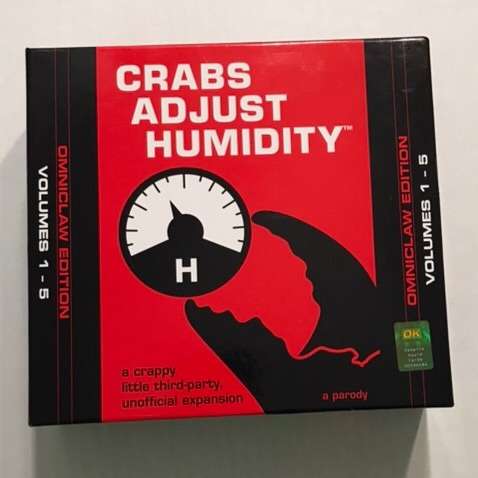 CRABS
ADJUST
HUMIDITY™
H
a crappy
little third-party,
unofficial expansion
a parody
OMNICLAW EDITION
VOLUMES 1 - 5
OMNICLAW EDITION
VOLUMES 1 - 5
OK